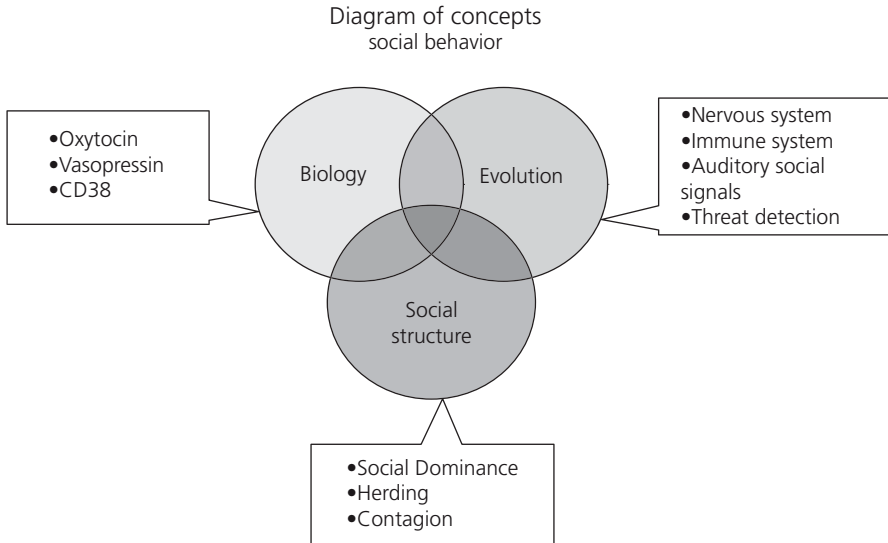 Diagram of concepts
social behavior
•Oxytocin
•Vasopressin
•CD38
Biology
Evolution
•Nervous system
•Immune system
•Auditory social
signals
•Threat detection
Social
structure
•Social Dominance
•Herding
•Contagion